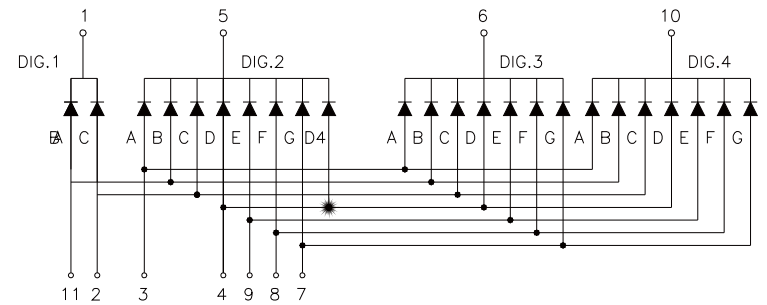 1 5 6 10
DIG.1 DIG.2 DIG.3 DIG.4
A C A B C D E F G D4 A B C D E F G A B C D E F G
11 2 3 4 9 8 7